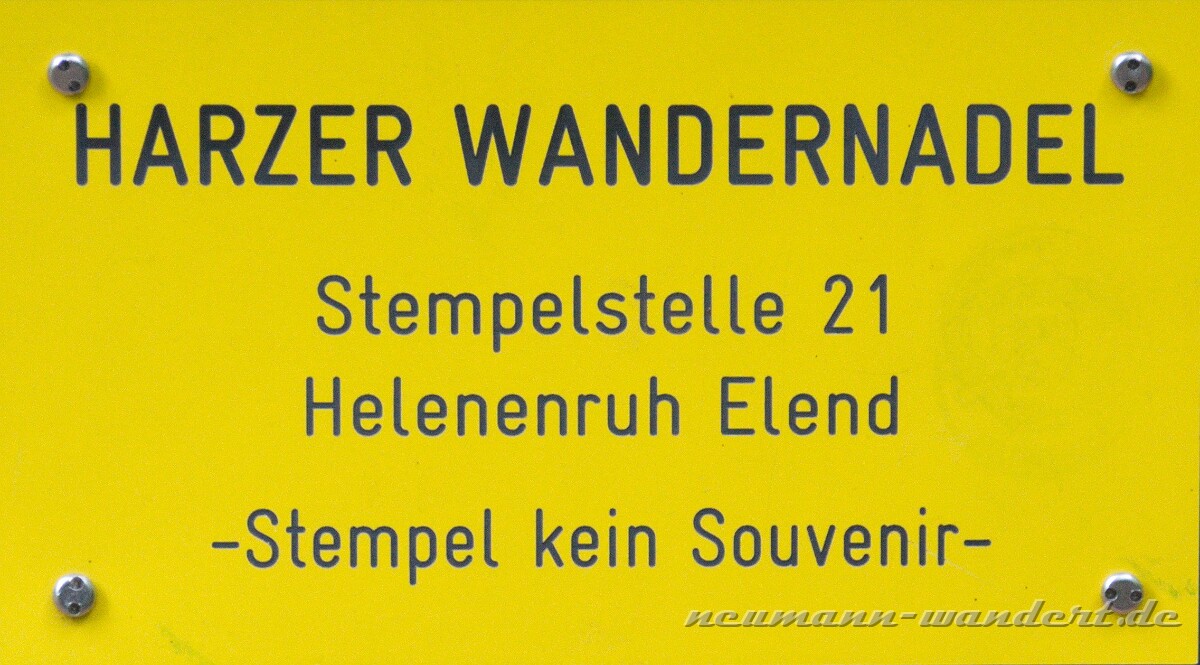 HARZER WANDERNADEL
Stempelstelle 21
Helenenruh Elend
-Stempel kein Souvenir-
neumann-wandert.de